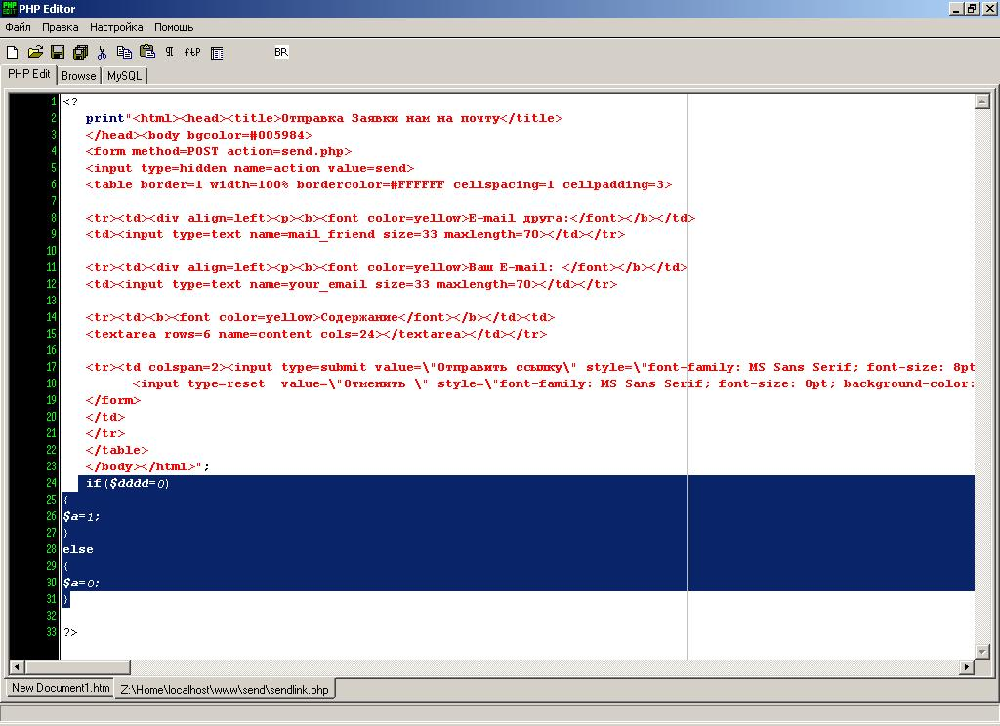 PHP EDIT PHP Editor
Файл Правка Настройка Помощь
¶ FtP BR
PHP Edit Browse MySQL
1 <?
2 print"<html><head><title>Отправка Заявки нам на почту</title>
3 </head><body bgcolor=#005984>
4 <form method=POST action=send.php>
5 <input type=hidden name=action value=send>
6 <table border=1 width=100% bordercolor=#FFFFFF cellspacing=1 cellpadding=3>
7
8 <tr><td><div align=left><p><b><font color=yellow>E-mail друга:</font></b></td>
9 <td><input type=text name=mail_friend size=33 maxlength=70></td></tr>
10
11 <tr><td><div align=left><p><b><font color=yellow>Ваш E-mail: </font></b></td>
12 <td><input type=text name=your_email size=33 maxlength=70></td></tr>
13
14 <tr><td><b><font color=yellow>Содержание</font></b></td><td>
15 <textarea rows=6 name=content cols=24></textarea></td></tr>
16
17 <tr><td colspan=2><input type=submit value=\"Отправить ссылку\" style=\"font-family: MS Sans Serif; font-size: 8pt
18 <input type=reset  value=\"Отменить \" style=\"font-family: MS Sans Serif; font-size: 8pt; background-color:
19 </form>
20 </td>
21 </tr>
22 </table>
23 </body></html>";
24 if($dddd=0)
25 {
26 $a=1;
27 }
28 else
29 {
30 $a=0;
31 }
32
33 ?>
New Document1.htm Z:\Home\localhost\www\send\sendlink.php